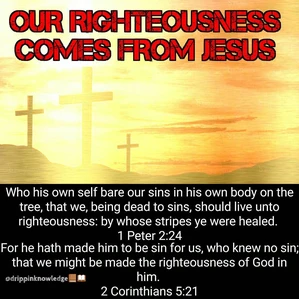 OUR RIGHTEOUSNESS
COMES FROM JESUS
Who his own self bare our sins in his own body on the
tree, that we, being dead to sins, should live unto
righteousness: by whose stripes ye were healed.
1 Peter 2:24
For he hath made him to be sin for us, who knew no sin;
that we might be made the righteousness of God in
him.
@drippinknowledge
2 Corinthians 5:21